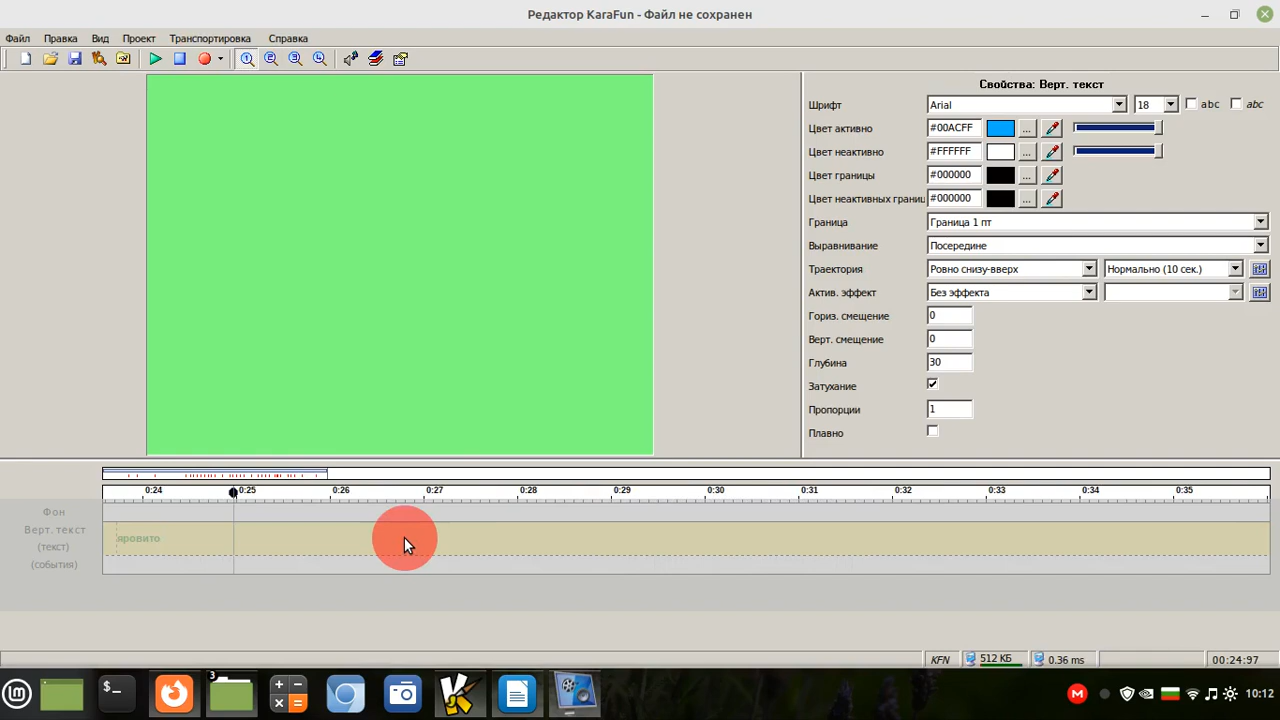 Редактор KaraFun - Файл не сохранен
Файл Правка Вид Проект Транспортировка Справка
1 2 3 4
Свойства: Верт. текст
Шрифт Arial 18 abc abc
Цвет активно #00ACFF ...
Цвет неактивно #FFFFFF ...
Цвет границы #000000 ...
Цвет неактивных границ #000000 ...
Граница Граница 1 пт
Выравнивание Посередине
Траектория Ровно снизу-вверх Нормально (10 сек.)
Актив. эффект Без эффекта
Гориз. смещение 0
Верт. смещение 0
Глубина 30
Затухание
Пропорции 1
Плавно
0:24 0:25 0:26 0:27 0:28 0:29 0:30 0:31 0:32 0:33 0:34 0:35
Фон
Верт.текст
(текст) яровито
(события)
KFN 512 КБ 0.36 ms 00:24:97
3
M 10:12